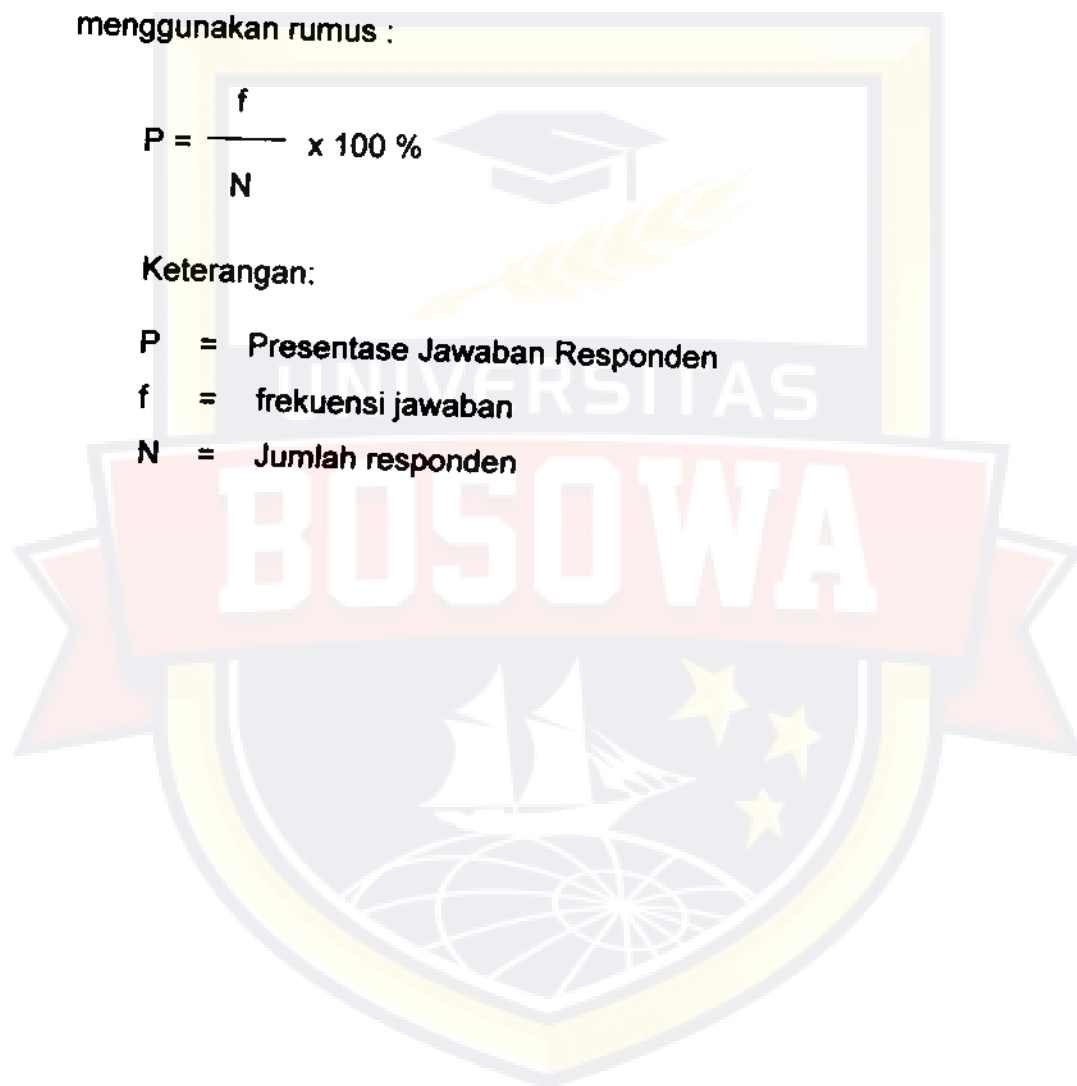 menggunakan rumus :
f
P = ——— x 100 %
N
Keterangan:
P = Presentase Jawaban Responden
f = frekuensi jawaban
N = Jumlah responden
UNIVERSITAS
BOSOWA